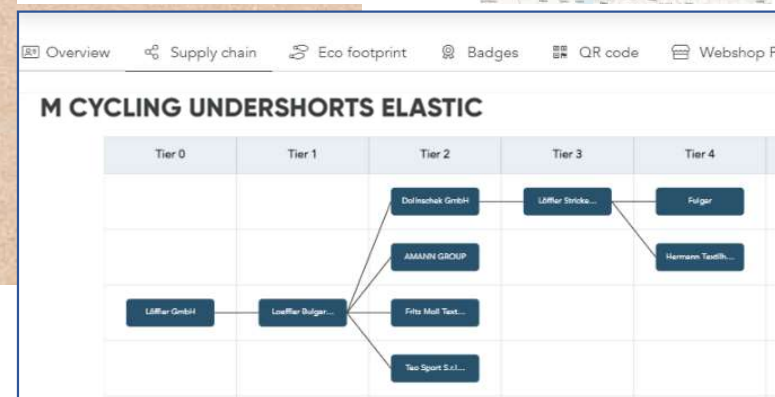 Overview Supply chain Eco footprint Badges QR code Webshop P
M CYCLING UNDERSHORTS ELASTIC
Tier 0 Tier 1 Tier 2 Tier 3 Tier 4
Dolinschek GmbH Löffler Stricke... Fulgar
AMANN GROUP Hermann Textilh...
Löffler GmbH Loeffler Bulgar... Fritz Moll Text...
Teo Sport S.r.l...